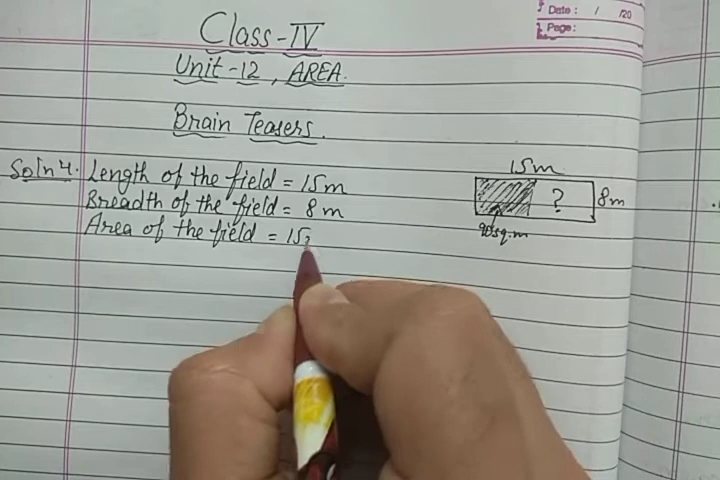 Date : / /20
Page:
Class-IV
Unit-12, AREA.
Brain Teasers.
Soln 4. Length of the field = 15m
Breadth of the field = 8m
Area of the field = 15
15m
? 8m
90sq.m